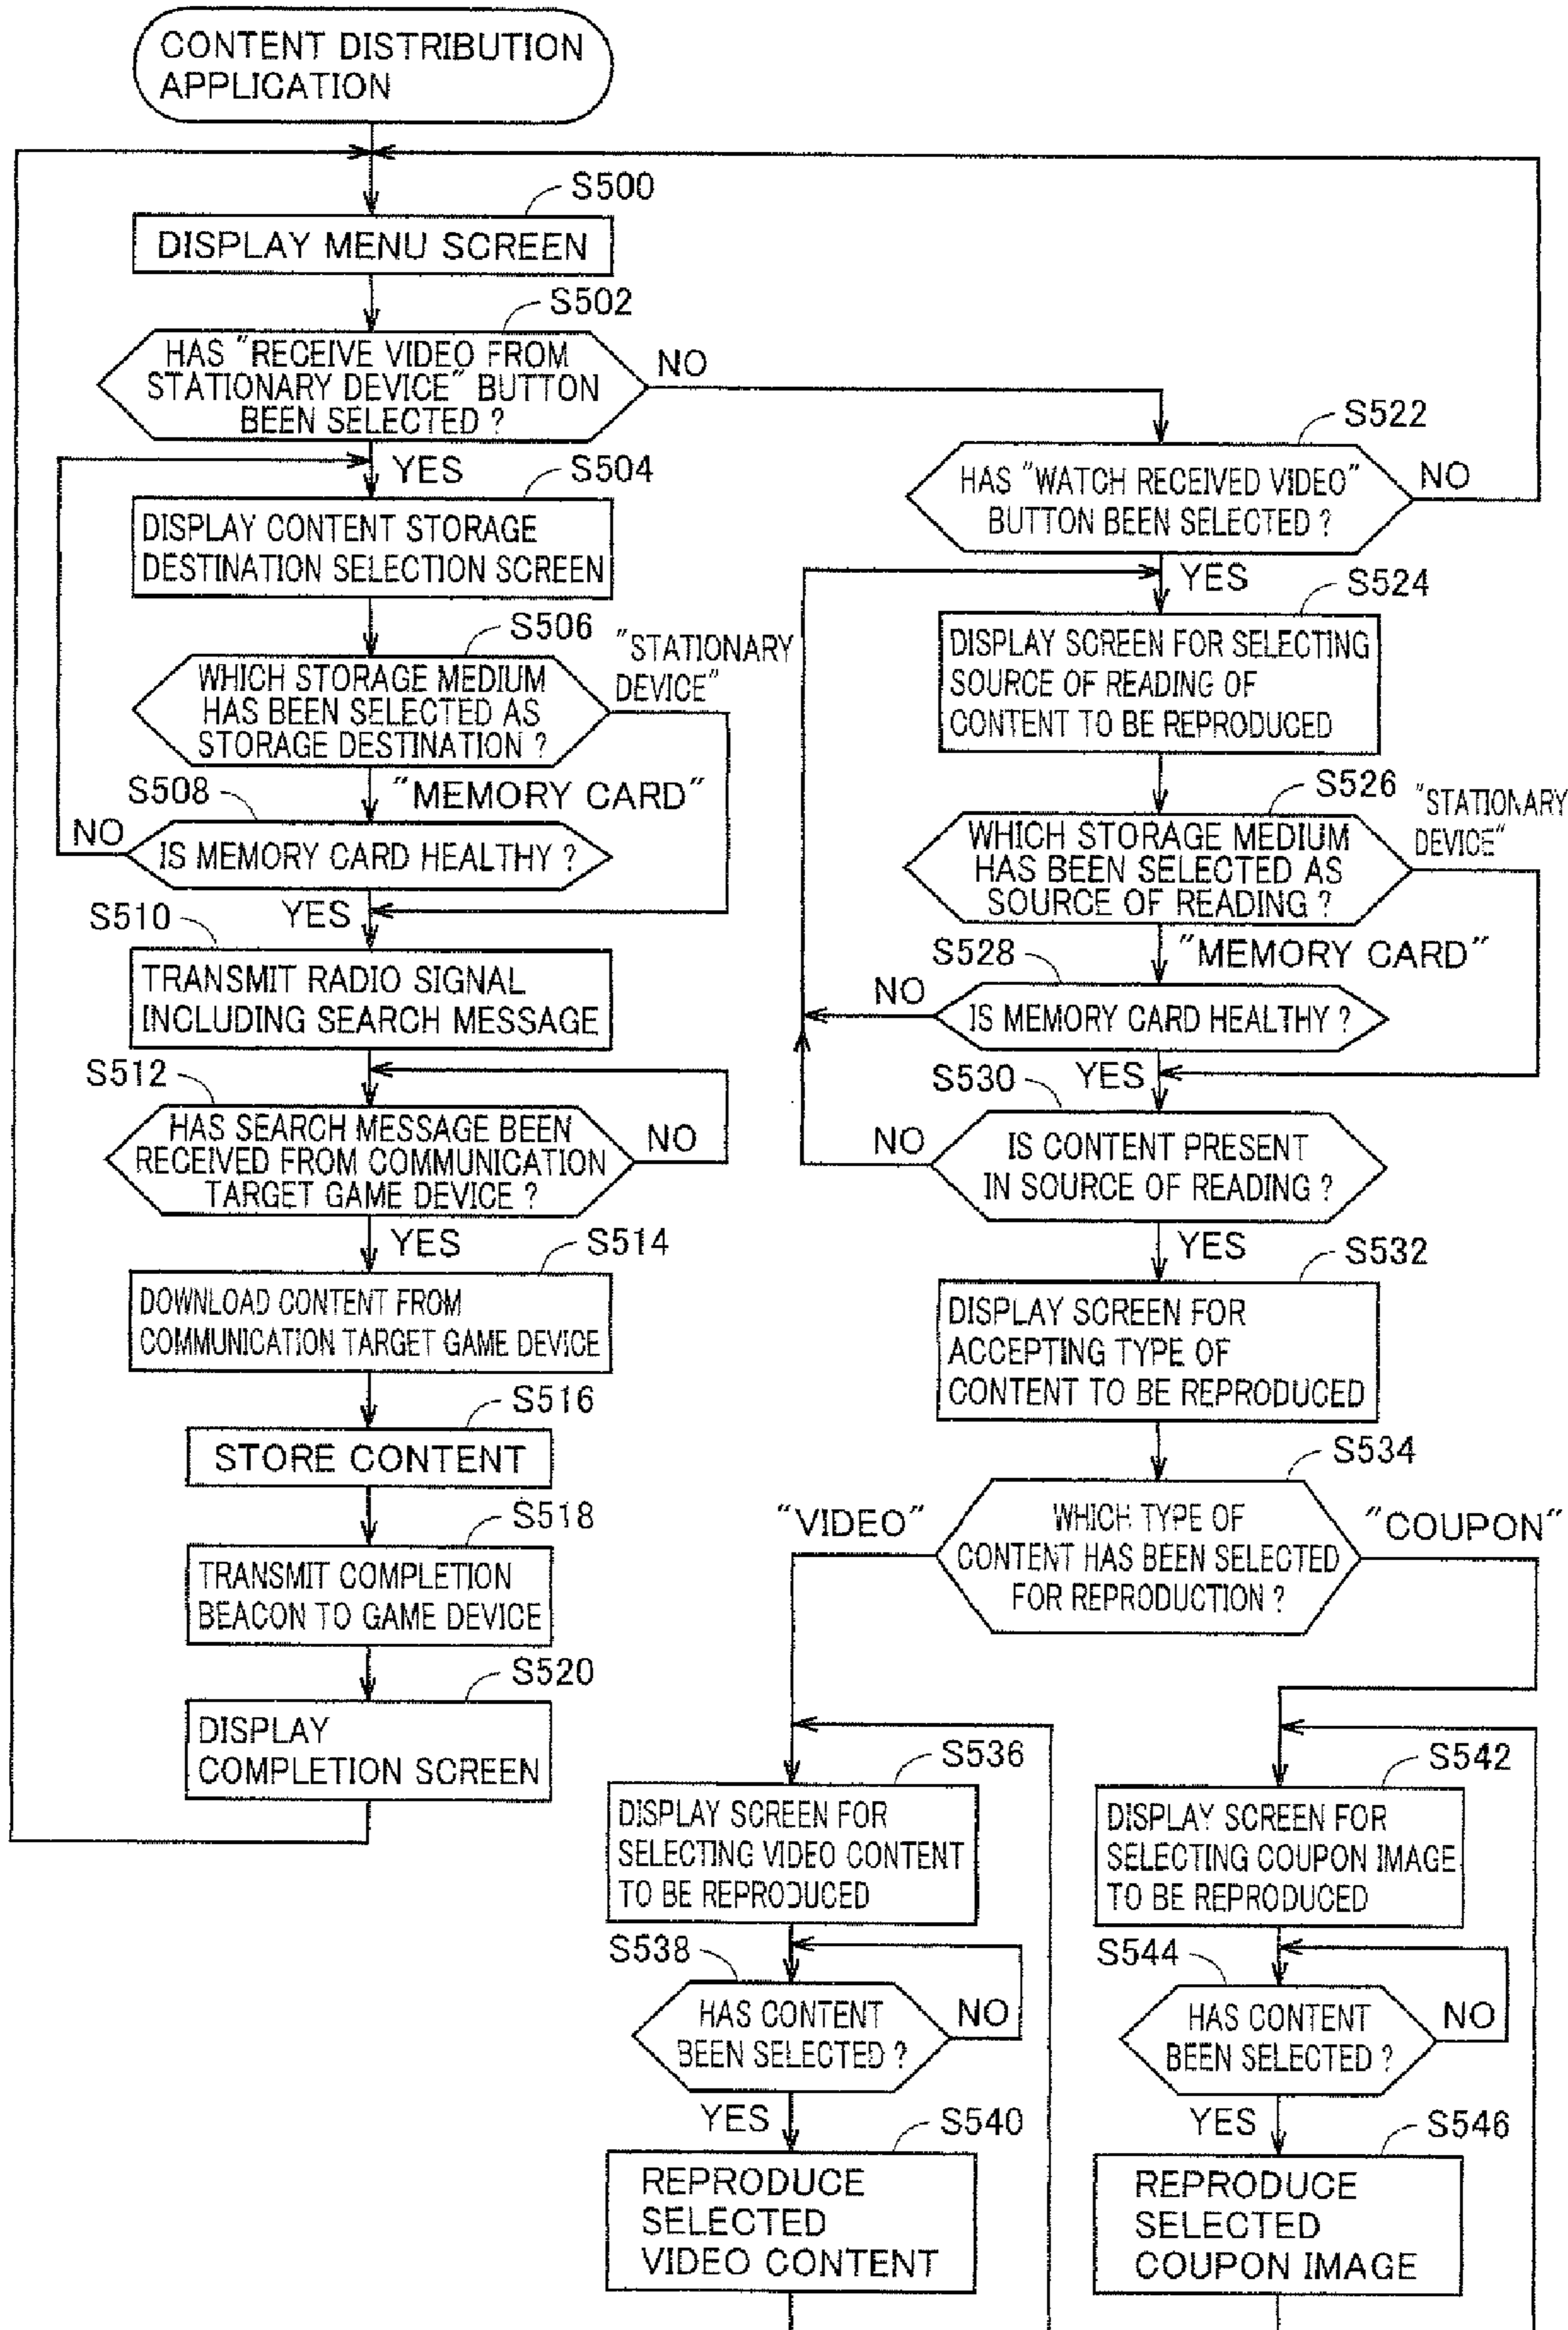 CONTENT DISTRIBUTION
APPLICATION
S500
DISPLAY MENU SCREEN
S502
HAS "RECEIVE VIDEO FROM
STATIONARY DEVICE" BUTTON
BEEN SELECTED ?
NO
YES
S504
DISPLAY CONTENT STORAGE
DESTINATION SELECTION SCREEN
S506
"STATIONARY
DEVICE"
WHICH STORAGE MEDIUM
HAS BEEN SELECTED AS
STORAGE DESTINATION ?
"MEMORY CARD"
S508
NO
IS MEMORY CARD HEALTHY ?
YES
S510
TRANSMIT RADIO SIGNAL
INCLUDING SEARCH MESSAGE
S512
HAS SEARCH MESSAGE BEEN
RECEIVED FROM COMMUNICATION
TARGET GAME DEVICE ?
NO
YES
S514
DOWNLOAD CONTENT FROM
COMMUNICATION TARGET GAME DEVICE
S516
STORE CONTENT
S518
TRANSMIT COMPLETION
BEACON TO GAME DEVICE
S520
DISPLAY
COMPLETION SCREEN
S522
HAS "WATCH RECEIVED VIDEO"
BUTTON BEEN SELECTED ?
NO
YES
S524
DISPLAY SCREEN FOR SELECTING
SOURCE OF READING OF
CONTENT TO BE REPRODUCED
S526
"STATIONARY
DEVICE"
WHICH STORAGE MEDIUM
HAS BEEN SELECTED AS
SOURCE OF READING ?
"MEMORY CARD"
S528
NO
IS MEMORY CARD HEALTHY ?
YES
S530
NO
IS CONTENT PRESENT
IN SOURCE OF READING ?
YES
S532
DISPLAY SCREEN FOR
ACCEPTING TYPE OF
CONTENT TO BE REPRODUCED
S534
"VIDEO"
WHICH TYPE OF
CONTENT HAS BEEN SELECTED
FOR REPRODUCTION ?
"COUPON"
S536
DISPLAY SCREEN FOR
SELECTING VIDEO CONTENT
TO BE REPRODUCED
S538
HAS CONTENT
BEEN SELECTED ?
NO
YES
S540
REPRODUCE
SELECTED
VIDEO CONTENT
S542
DISPLAY SCREEN FOR
SELECTING COUPON IMAGE
TO BE REPRODUCED
S544
HAS CONTENT
BEEN SELECTED ?
NO
YES
S546
REPRODUCE
SELECTED
COUPON IMAGE